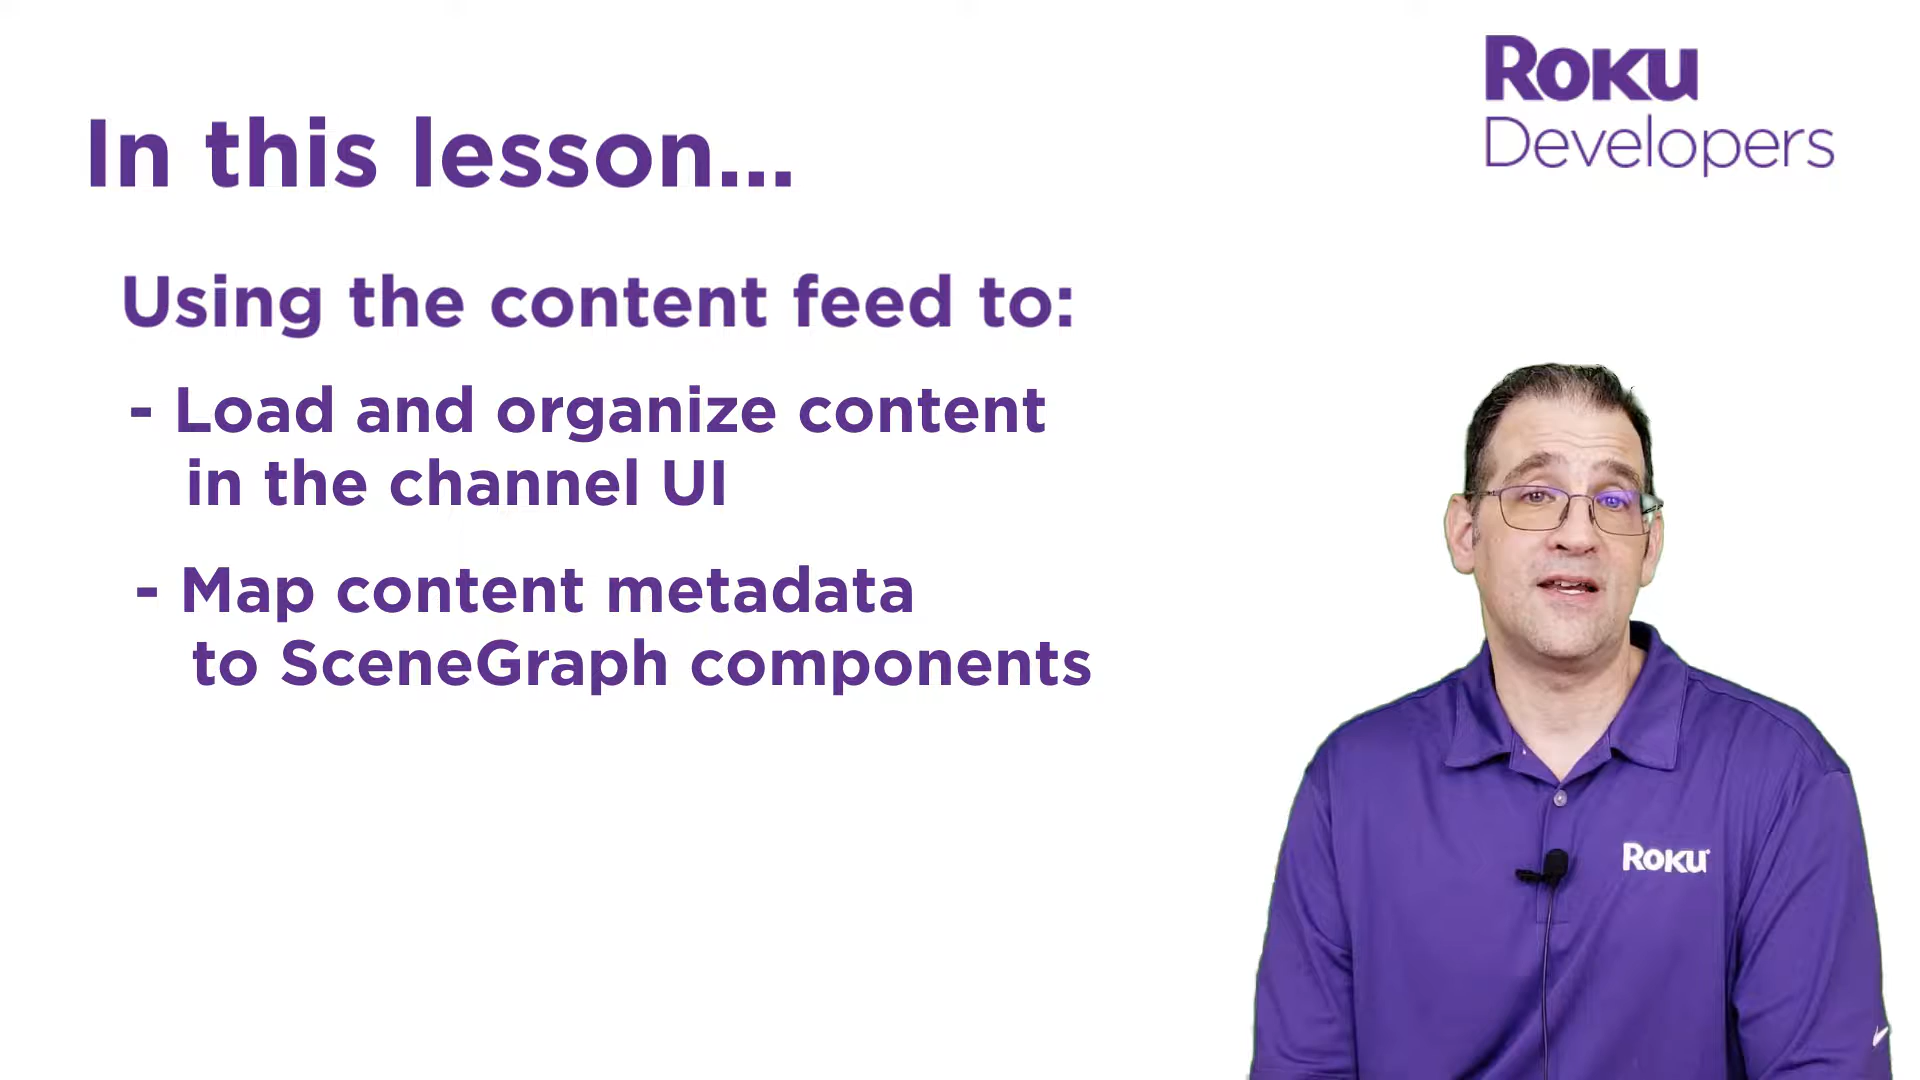 Roku
Developers
In this lesson...
Using the content feed to:
- Load and organize content
in the channel UI
- Map content metadata
to SceneGraph components
Roku